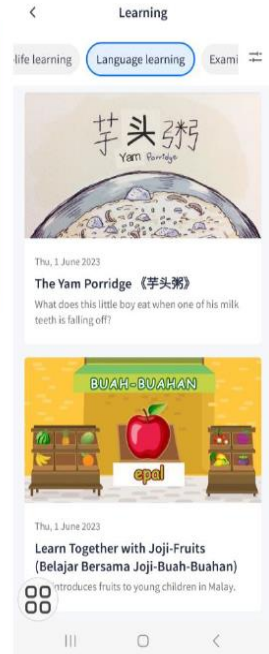 Learning
life learning
Language learning
Exami
芋头粥
Yam Porridge
Thu, 1 June 2023
The Yam Porridge 《芋头粥》
What does this little boy eat when one of his milk
teeth is falling off?
BUAH-BUAHAN
epal
Thu, 1 June 2023
Learn Together with Joji-Fruits
(Belajar Bersama Joji-Buah-Buahan)
introduces fruits to young children in Malay.